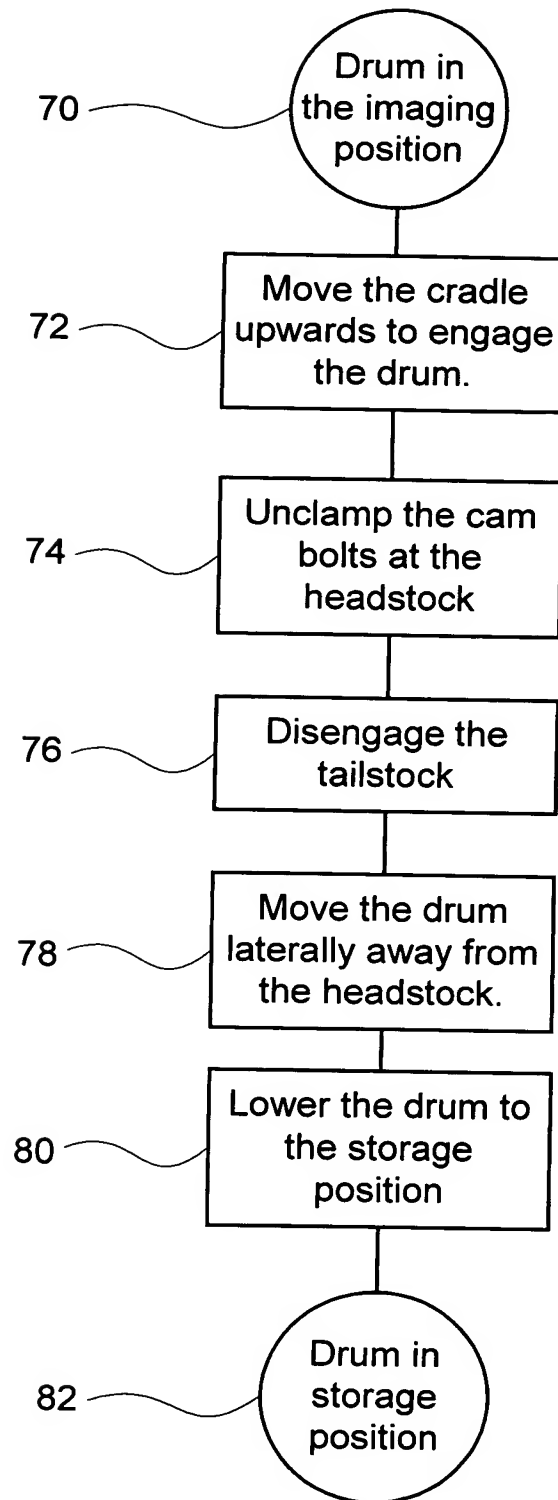 70
Drum in
the imaging
position
72
Move the cradle
upwards to engage
the drum.
74
Unclamp the cam
bolts at the
headstock
76
Disengage the
tailstock
78
Move the drum
laterally away from
the headstock.
80
Lower the drum to
the storage
position
82
Drum in
storage
position